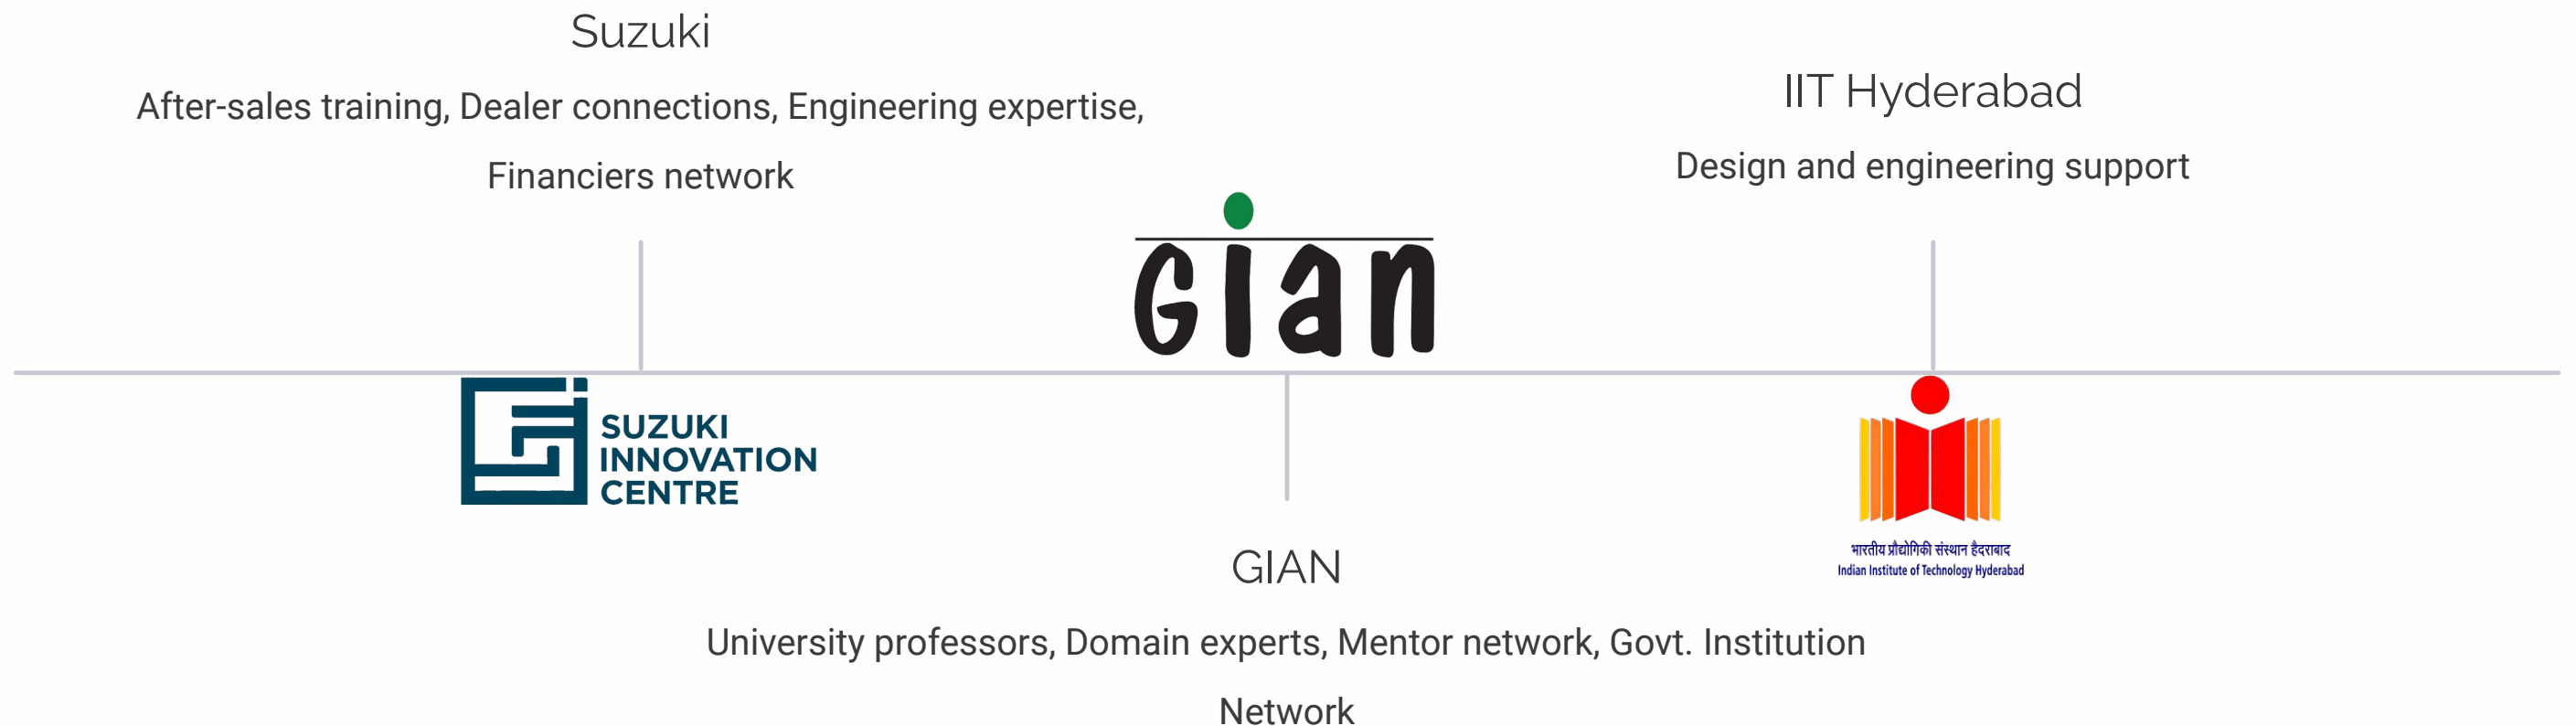 Suzuki
After-sales training, Dealer connections, Engineering expertise,
Financiers network
IIT Hyderabad
Design and engineering support
Gian
SUZUKI
INNOVATION
CENTRE
भारतीय प्रौद्योगिकी संस्थान हैदराबाद
Indian Institute of Technology Hyderabad
GIAN
University professors, Domain experts, Mentor network, Govt. Institution
Network